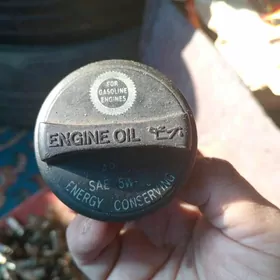 FOR
GASOLINE
ENGINES
ENGINE OIL
SAE 5W-
ENERGY CONSERVING